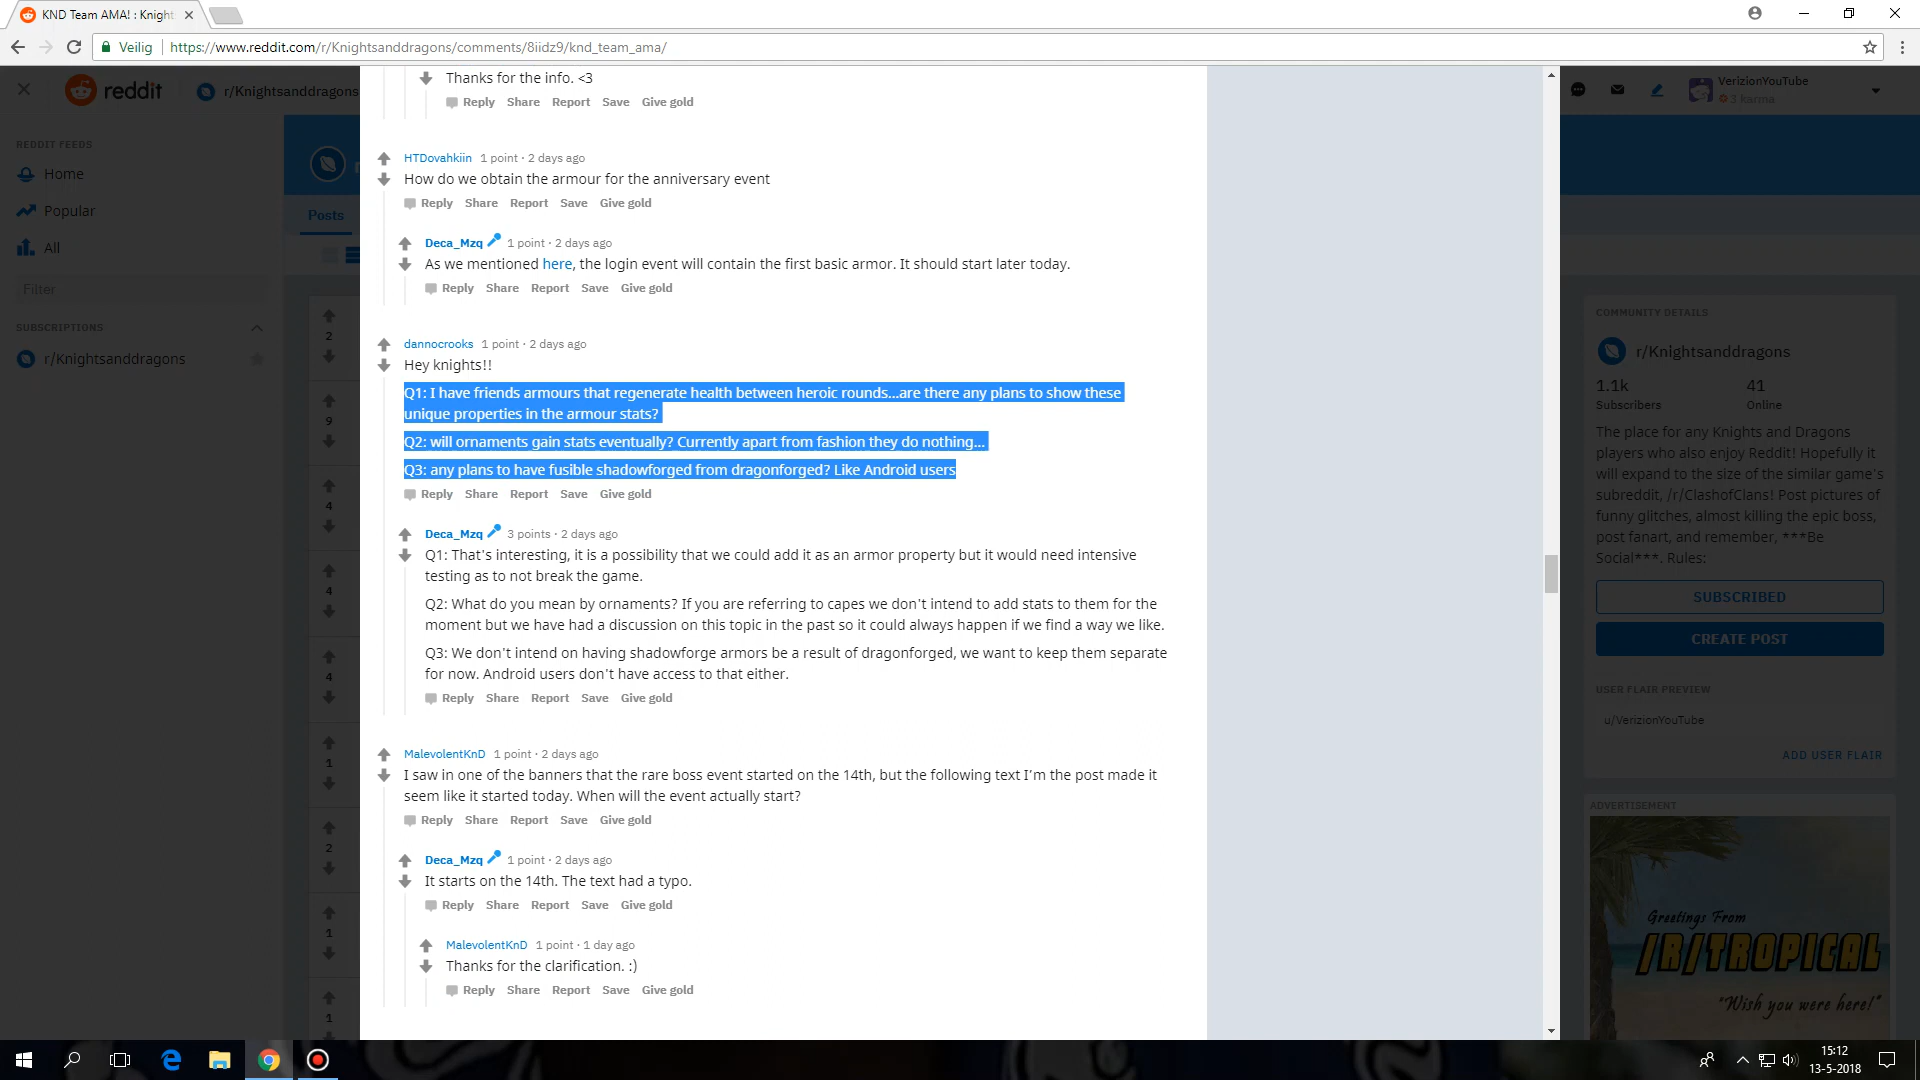 KND Team AMA! : Knight
Veilig
https://www.reddit.com/r/Knightsanddragons/comments/8iidz9/knd_team_ama/
reddit
r/Knightsanddragons
VerizionYouTube
3 karma
REDDIT FEEDS
Home
Popular
All
Filter
SUBSCRIPTIONS
r/Knightsanddragons
Posts
2
9
4
4
4
1
2
1
1
Thanks for the info. <3
Reply Share Report Save Give gold
HTDovahkiin 1 point · 2 days ago
How do we obtain the armour for the anniversary event
Reply Share Report Save Give gold
Deca_Mzq 1 point · 2 days ago
As we mentioned here, the login event will contain the first basic armor. It should start later today.
Reply Share Report Save Give gold
dannocrooks 1 point · 2 days ago
Hey knights!!
Q1: I have friends armours that regenerate health between heroic rounds...are there any plans to show these
unique properties in the armour stats?
Q2: will ornaments gain stats eventually? Currently apart from fashion they do nothing...
Q3: any plans to have fusible shadowforged from dragonforged? Like Android users
Reply Share Report Save Give gold
Deca_Mzq 3 points · 2 days ago
Q1: That's interesting, it is a possibility that we could add it as an armor property but it would need intensive
testing as to not break the game.
Q2: What do you mean by ornaments? If you are referring to capes we don't intend to add stats to them for the
moment but we have had a discussion on this topic in the past so it could always happen if we find a way we like.
Q3: We don't intend on having shadowforge armors be a result of dragonforged, we want to keep them separate
for now. Android users don't have access to that either.
Reply Share Report Save Give gold
MalevolentKnD 1 point · 2 days ago
I saw in one of the banners that the rare boss event started on the 14th, but the following text I'm the post made it
seem like it started today. When will the event actually start?
Reply Share Report Save Give gold
Deca_Mzq 1 point · 2 days ago
It starts on the 14th. The text had a typo.
Reply Share Report Save Give gold
MalevolentKnD 1 point · 1 day ago
Thanks for the clarification. :)
Reply Share Report Save Give gold
COMMUNITY DETAILS
r/Knightsanddragons
1.1k 41
Subscribers Online
The place for any Knights and Dragons
players who also enjoy Reddit! Hopefully it
will expand to the size of the similar game's
subreddit, /r/ClashofClans! Post pictures of
funny glitches, almost killing the epic boss,
post fanart, and remember, ***Be
Social***. Rules:
SUBSCRIBED
CREATE POST
USER FLAIR PREVIEW
u/VerizionYouTube
ADD USER FLAIR
ADVERTISEMENT
Greetings From
/R/TROPICAL
"Wish you were here!"
15:12
13-5-2018